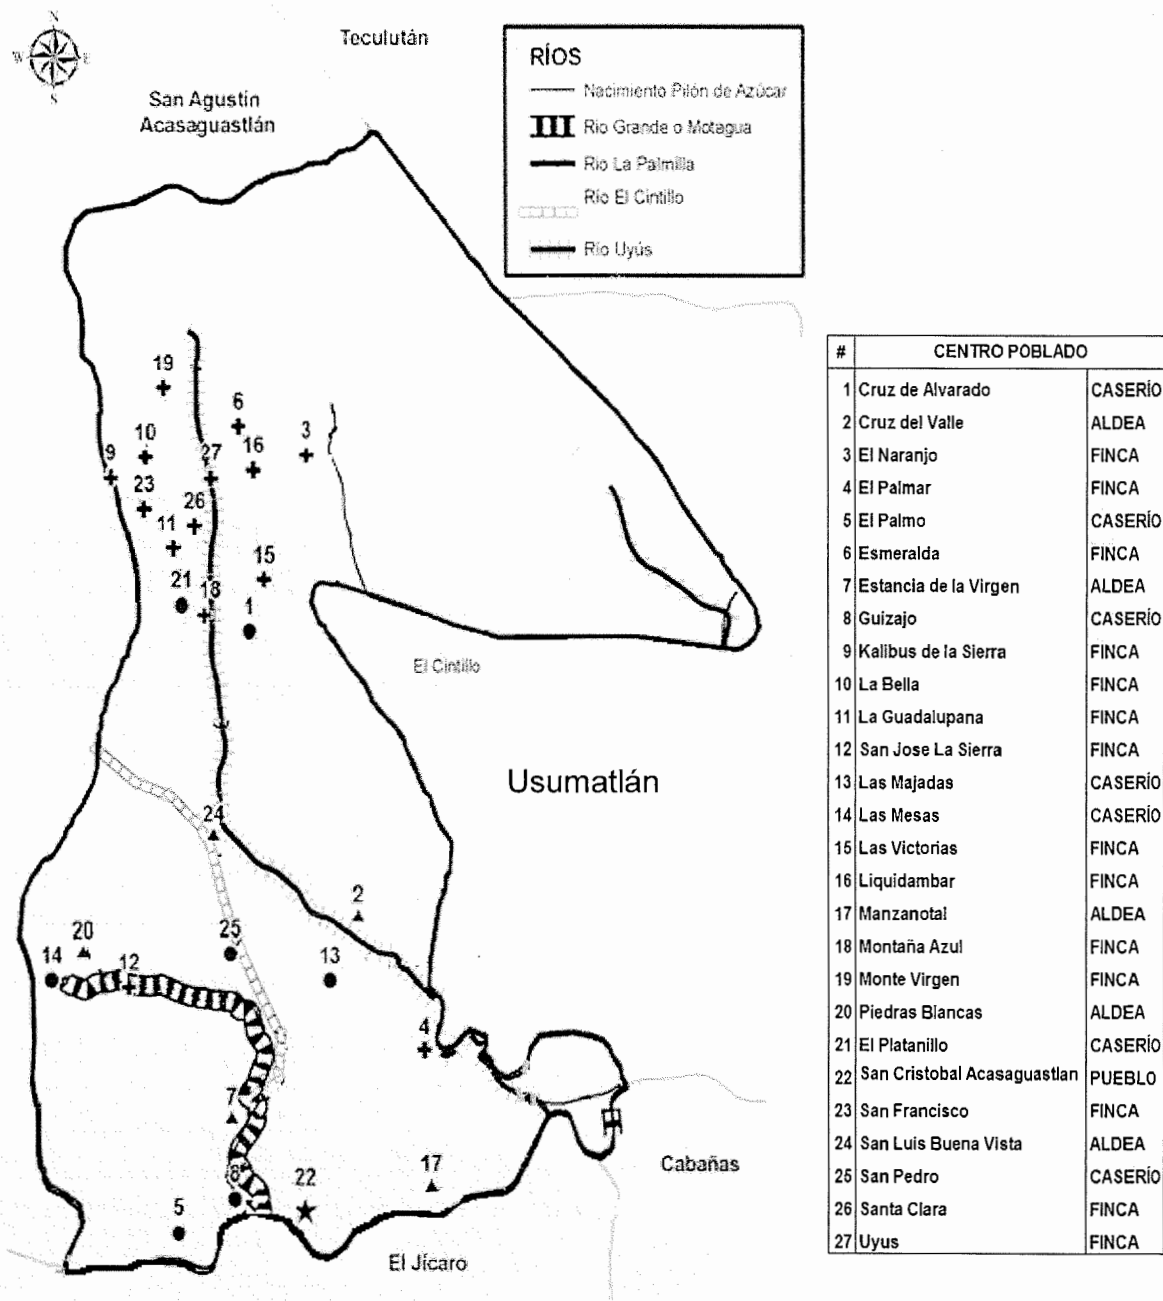 N
W E
S
Teculután
San Agustín
Acasaguastlán
RÍOS
Nacimiento Pilón de Azúcar
Río Grande o Motagua
Río La Palmilla
Río El Cintillo
Río Uyús
19
6
10
27
16
3
9
23
26
11
15
21
18
1
El Cintillo
Usumatlán
24
2
20
25
14
12
13
4
7
17
8
22
5
Cabañas
El Jícaro
# CENTRO POBLADO
1 Cruz de Alvarado CASERÍO
2 Cruz del Valle ALDEA
3 El Naranjo FINCA
4 El Palmar FINCA
5 El Palmo CASERÍO
6 Esmeralda FINCA
7 Estancia de la Virgen ALDEA
8 Guizajo CASERÍO
9 Kalibus de la Sierra FINCA
10 La Bella FINCA
11 La Guadalupana FINCA
12 San Jose La Sierra FINCA
13 Las Majadas CASERÍO
14 Las Mesas CASERÍO
15 Las Victorias FINCA
16 Liquidambar FINCA
17 Manzanotal ALDEA
18 Montaña Azul FINCA
19 Monte Virgen FINCA
20 Piedras Blancas ALDEA
21 El Platanillo CASERÍO
22 San Cristobal Acasaguastlan PUEBLO
23 San Francisco FINCA
24 San Luis Buena Vista ALDEA
25 San Pedro CASERÍO
26 Santa Clara FINCA
27 Uyus FINCA